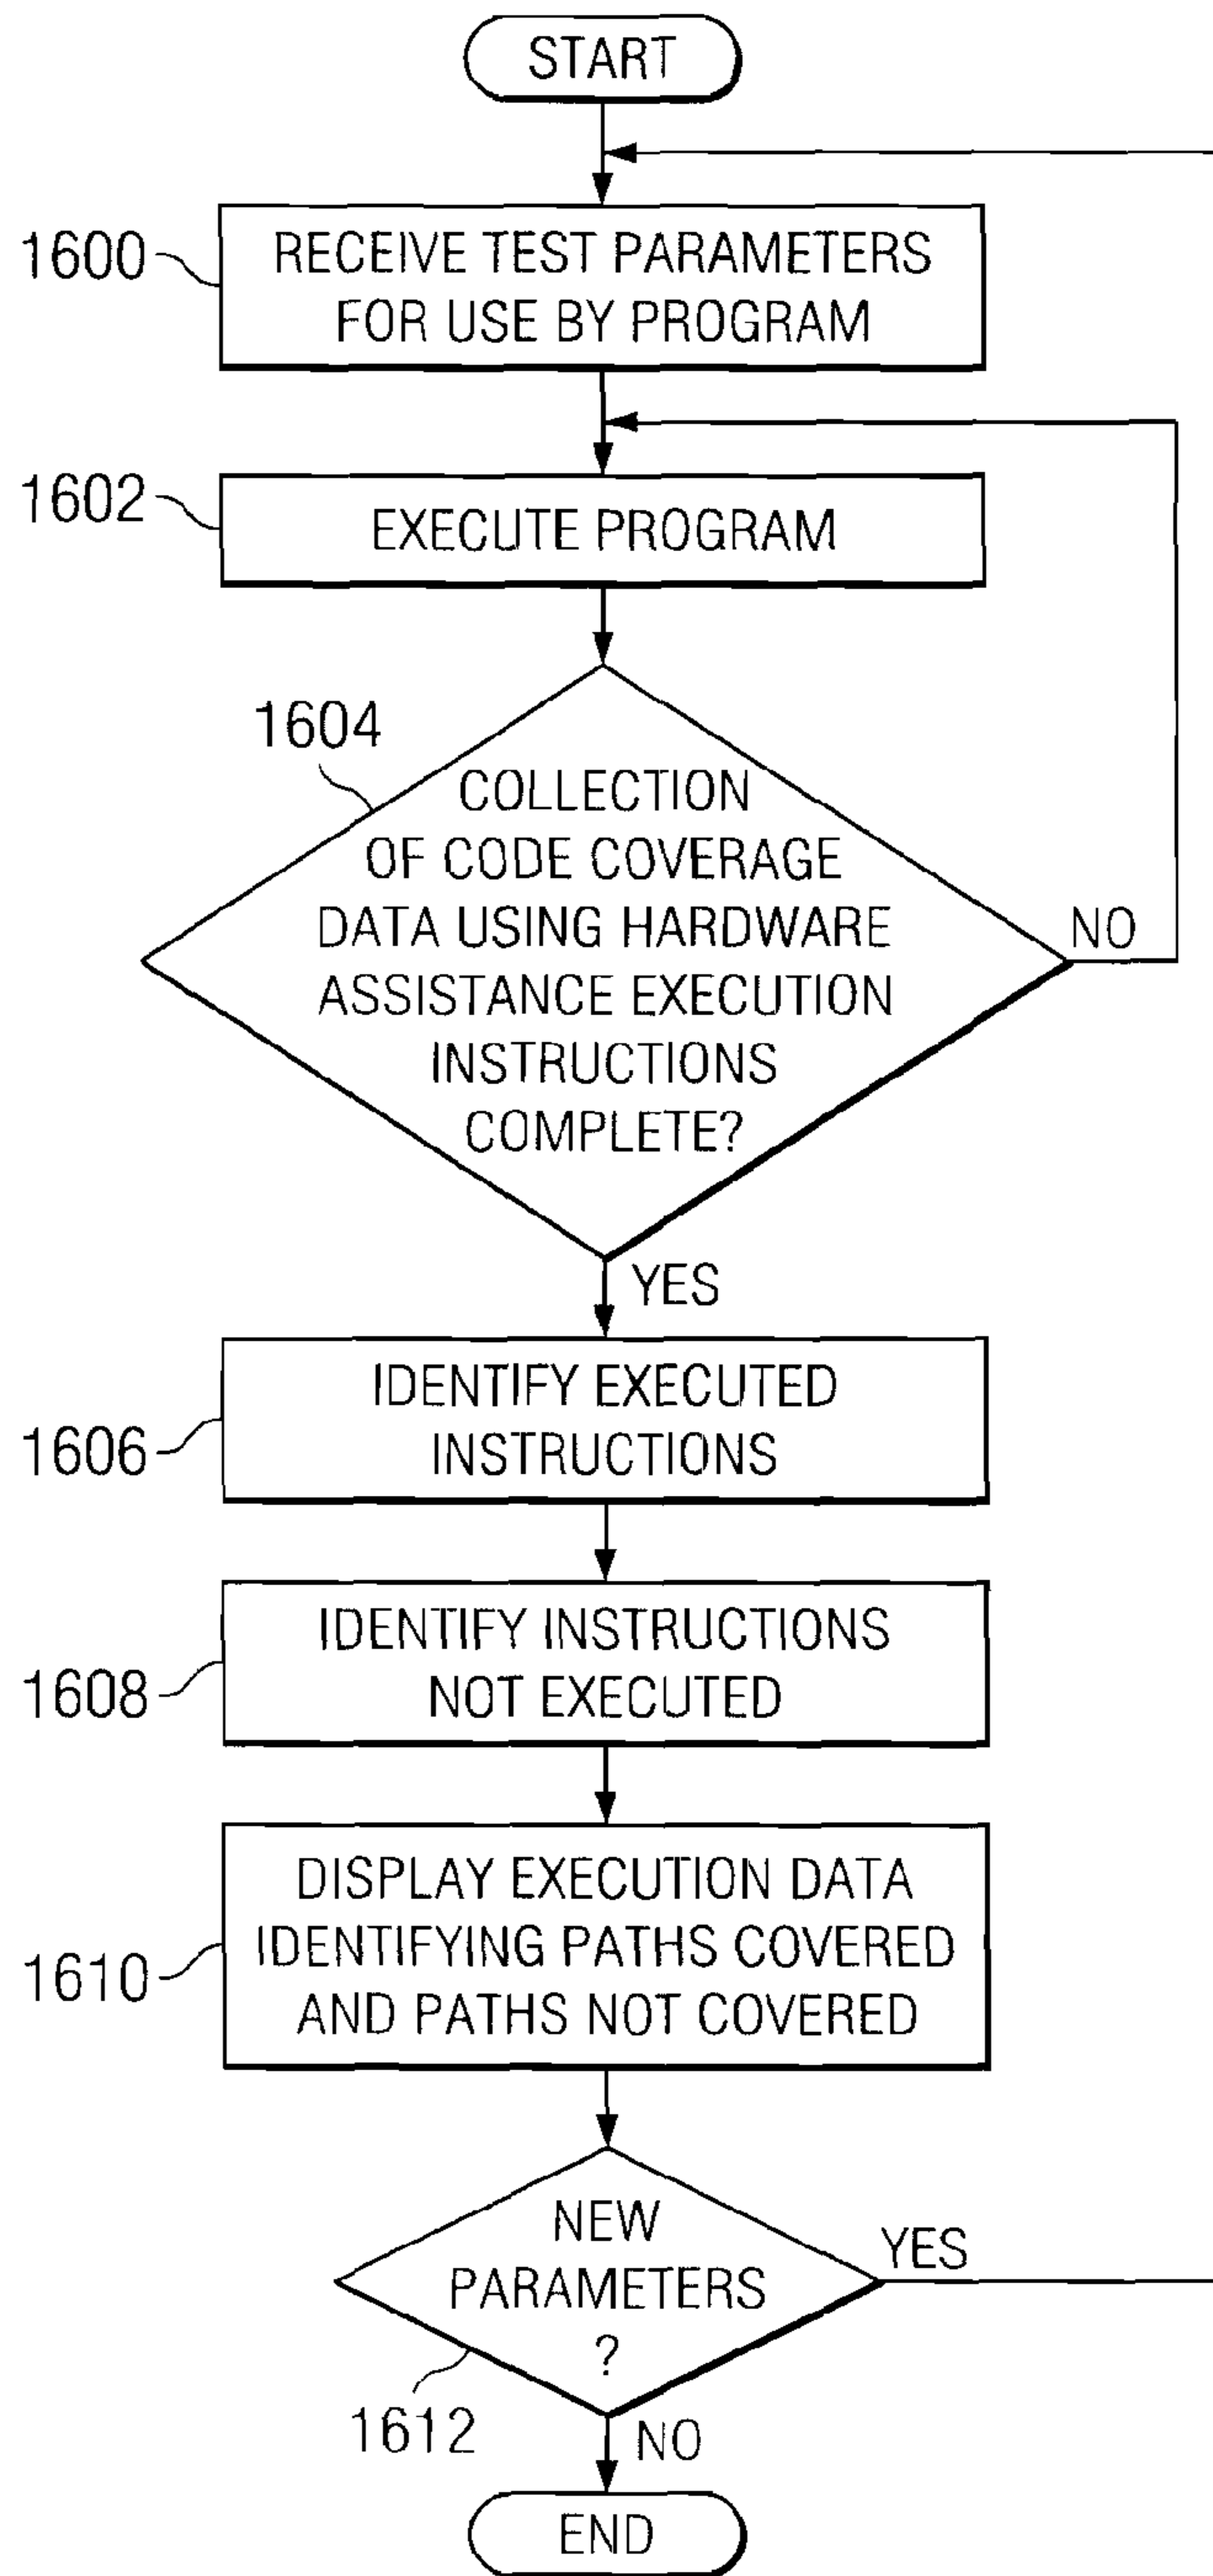 START
1600
RECEIVE TEST PARAMETERS
FOR USE BY PROGRAM
1602
EXECUTE PROGRAM
1604
COLLECTION
OF CODE COVERAGE
DATA USING HARDWARE
ASSISTANCE EXECUTION
INSTRUCTIONS
COMPLETE?
NO
YES
1606
IDENTIFY EXECUTED
INSTRUCTIONS
1608
IDENTIFY INSTRUCTIONS
NOT EXECUTED
1610
DISPLAY EXECUTION DATA
IDENTIFYING PATHS COVERED
AND PATHS NOT COVERED
NEW
PARAMETERS
?
YES
1612
NO
END